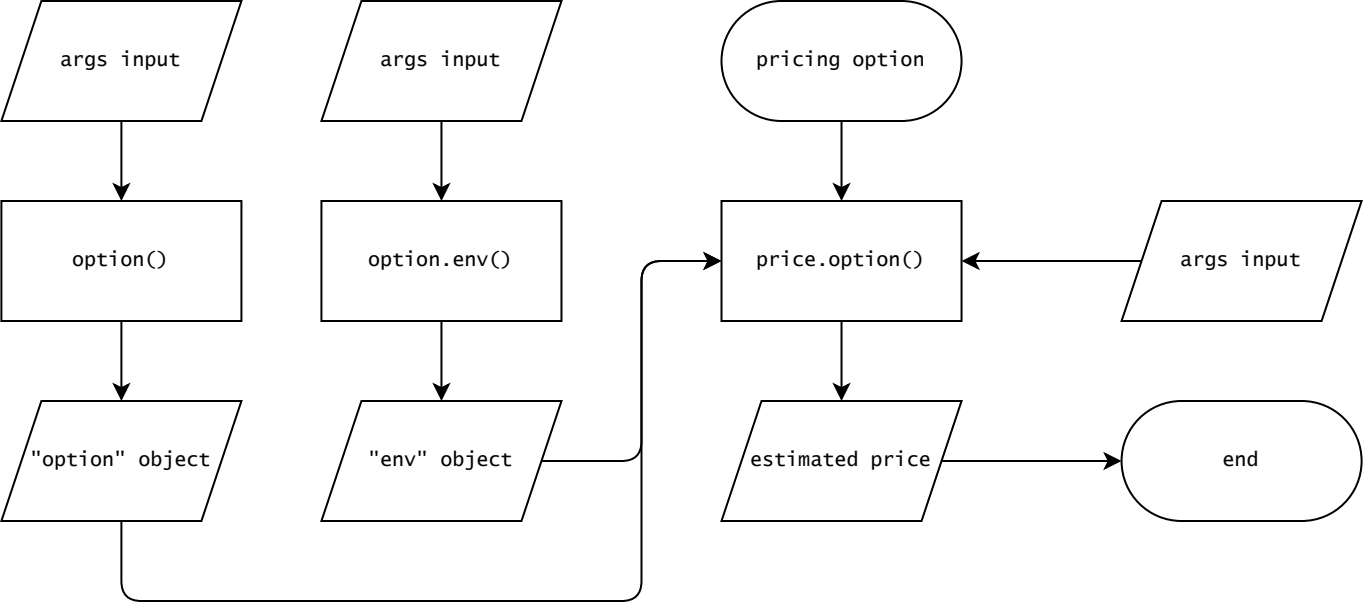 args input
args input
pricing option
option()
option.env()
price.option()
args input
"option" object
"env" object
estimated price
end